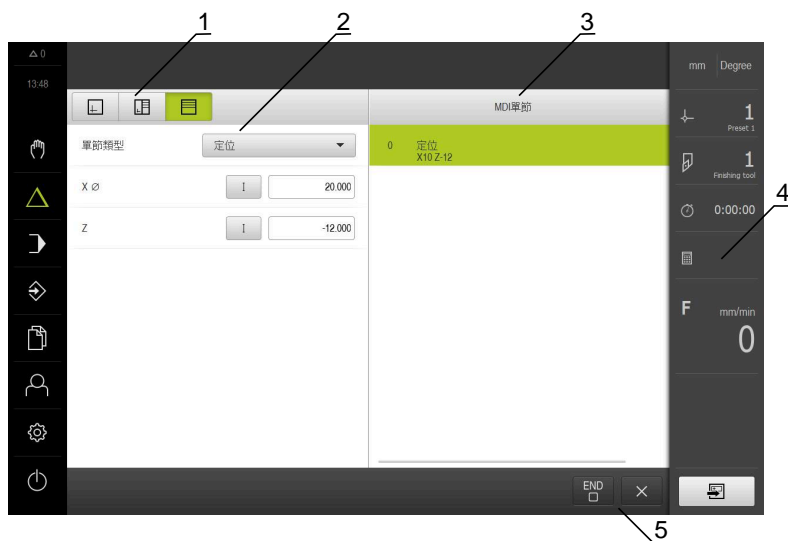 1
2
3
△ 0
13:48
mm Degree
MDI單節
1
Preset 1
單節類型
定位
0 定位
X10 Z-12
1
Finishing tool
X ⌀
I
20.000
4
0:00:00
Z
I
-12.000
F mm/min
0
END
5